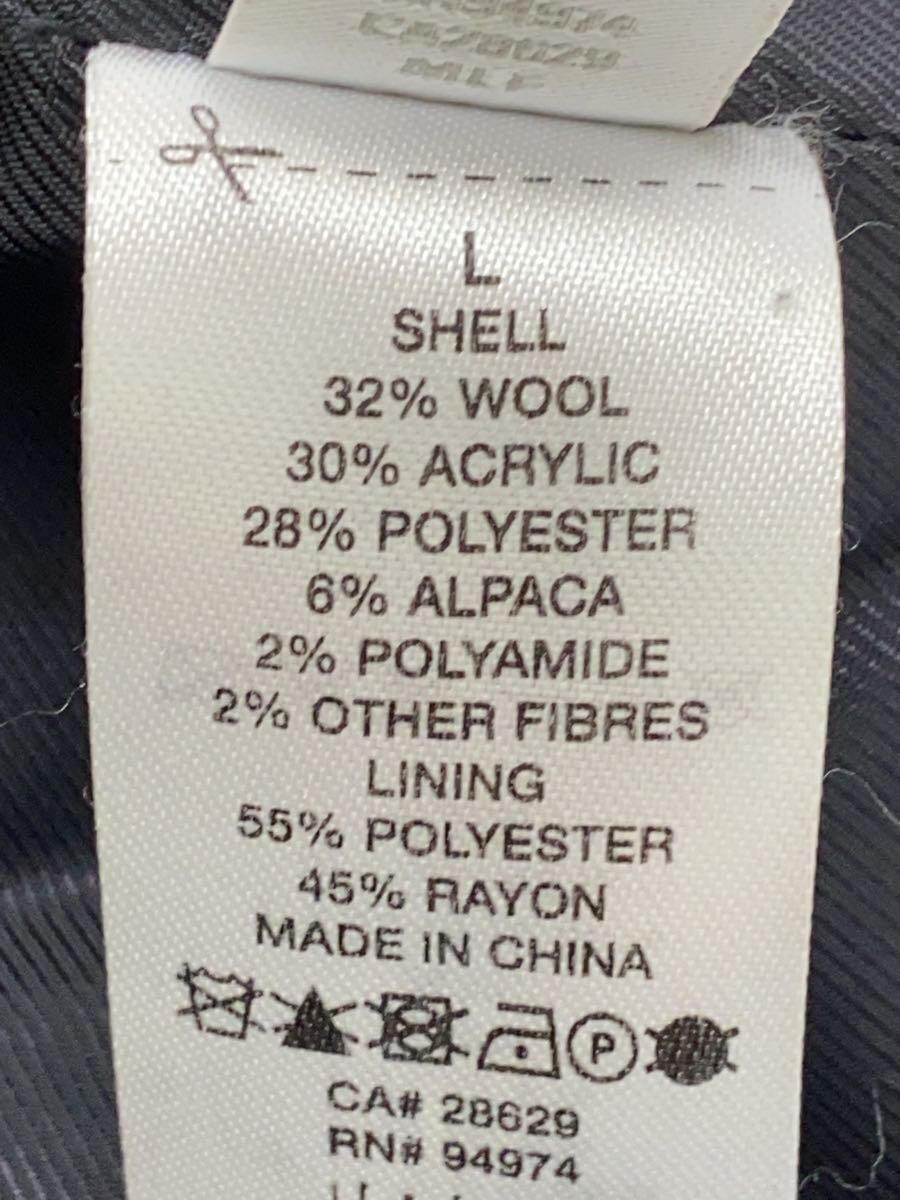 L
SHELL
32% WOOL
30% ACRYLIC
28% POLYESTER
6% ALPACA
2% POLYAMIDE
2% OTHER FIBRES
LINING
55% POLYESTER
45% RAYON
MADE IN CHINA
P
CA# 28629
RN# 94974